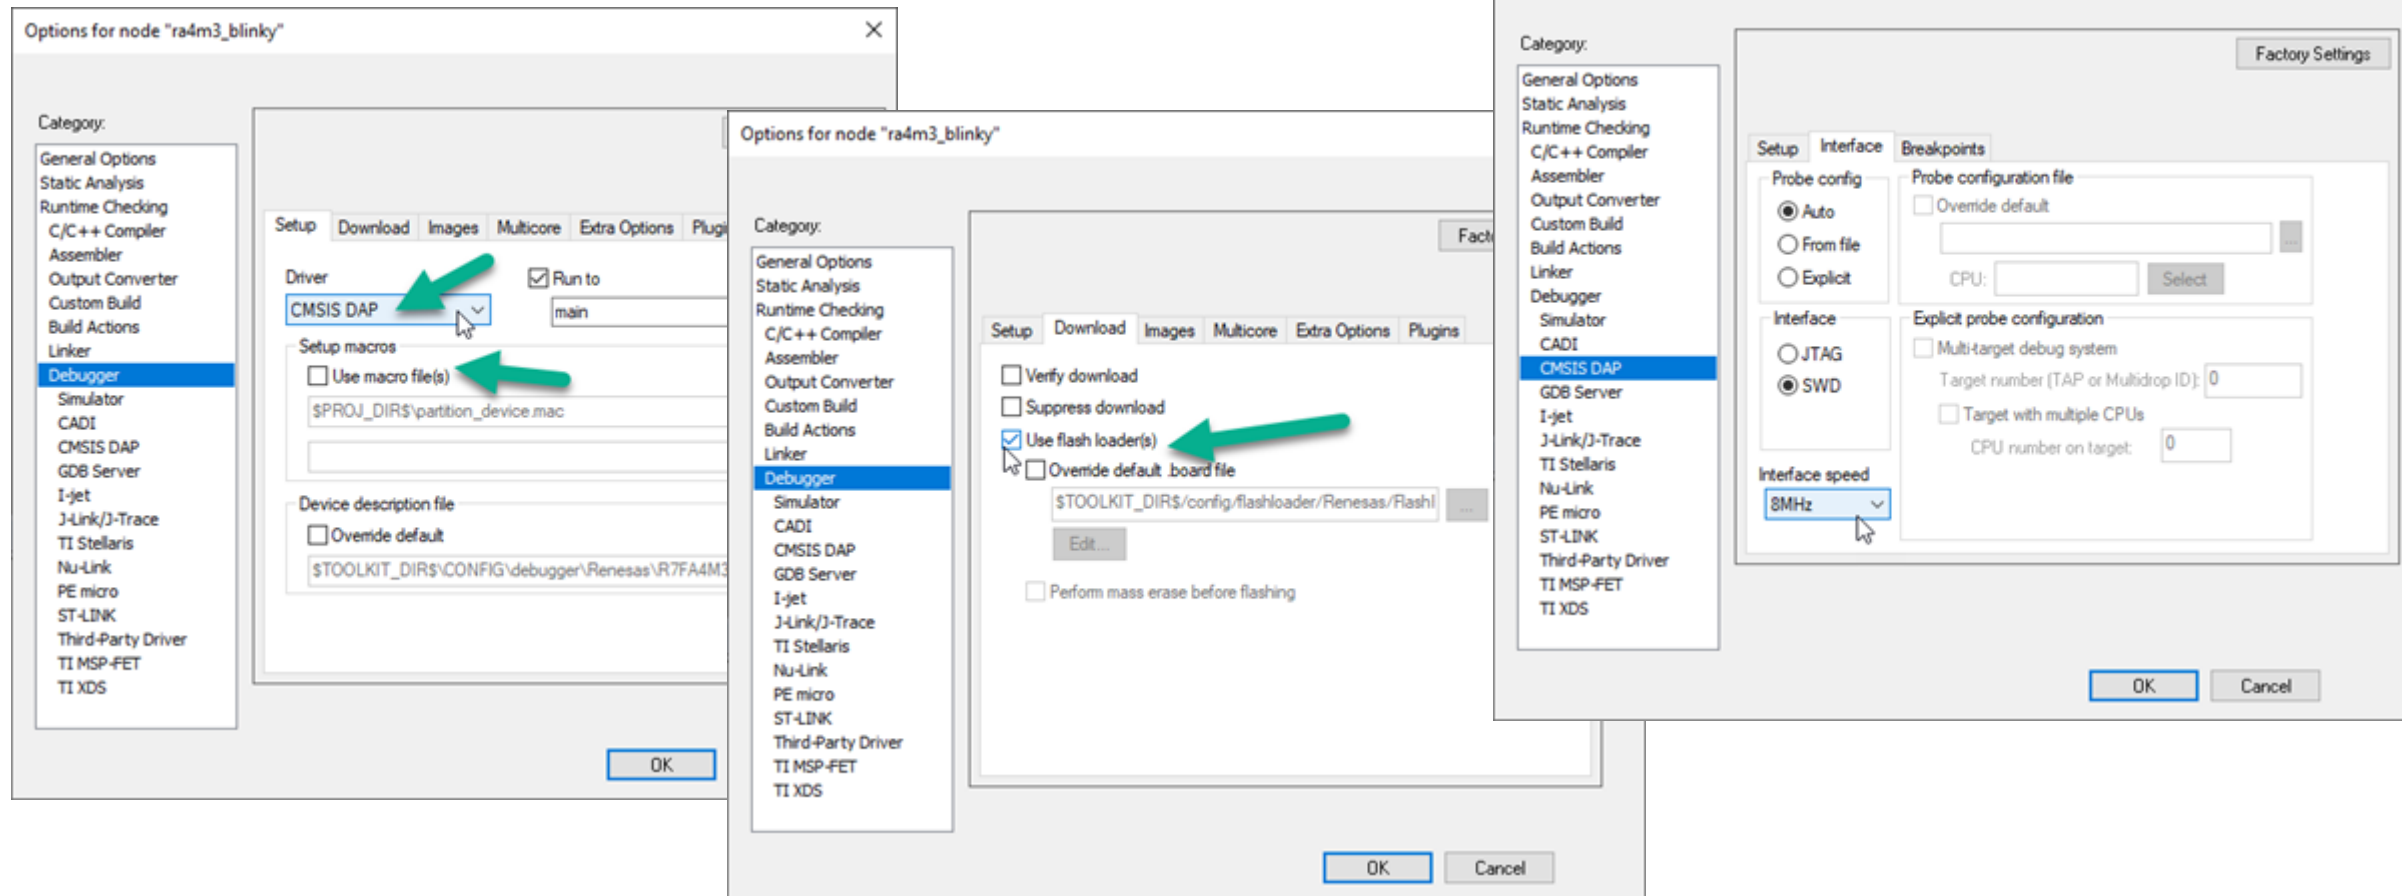 Options for node "ra4m3_blinky"
Category:
General Options
Static Analysis
Runtime Checking
C/C++ Compiler
Assembler
Output Converter
Custom Build
Build Actions
Linker
Debugger
Simulator
CADI
CMSIS DAP
GDB Server
I-jet
J-Link/J-Trace
TI Stellaris
Nu-Link
PE micro
ST-LINK
Third-Party Driver
TI MSP-FET
TI XDS
Setup Download Images Multicore Extra Options Plugi
Driver
CMSIS DAP
Run to
main
Setup macros
Use macro file(s)
$PROJ_DIR$\partition_device.mac
Device description file
Override default
$TOOLKIT_DIR$\CONFIG\debugger\Renesas\R7FA4M3
OK
Options for node "ra4m3_blinky"
Category:
General Options
Static Analysis
Runtime Checking
C/C++ Compiler
Assembler
Output Converter
Custom Build
Build Actions
Linker
Debugger
Simulator
CADI
CMSIS DAP
GDB Server
I-jet
J-Link/J-Trace
TI Stellaris
Nu-Link
PE micro
ST-LINK
Third-Party Driver
TI MSP-FET
TI XDS
Fact
Setup Download Images Multicore Extra Options Plugins
Verify download
Suppress download
Use flash loader(s)
Override default .board file
$TOOLKIT_DIR$/config/flashloader/Renesas/Flashl
...
Edit...
Perform mass erase before flashing
OK Cancel
Category:
General Options
Static Analysis
Runtime Checking
C/C++ Compiler
Assembler
Output Converter
Custom Build
Build Actions
Linker
Debugger
Simulator
CADI
CMSIS DAP
GDB Server
I-jet
J-Link/J-Trace
TI Stellaris
Nu-Link
PE micro
ST-LINK
Third-Party Driver
TI MSP-FET
TI XDS
Factory Settings
Setup Interface Breakpoints
Probe config
Auto
From file
Explicit
Probe configuration file
Override default
...
CPU:
Select
Interface
JTAG
SWD
Explicit probe configuration
Multi-target debug system
Target number (TAP or Multidrop ID): 0
Target with multiple CPUs
CPU number on target: 0
Interface speed
8MHz
OK Cancel